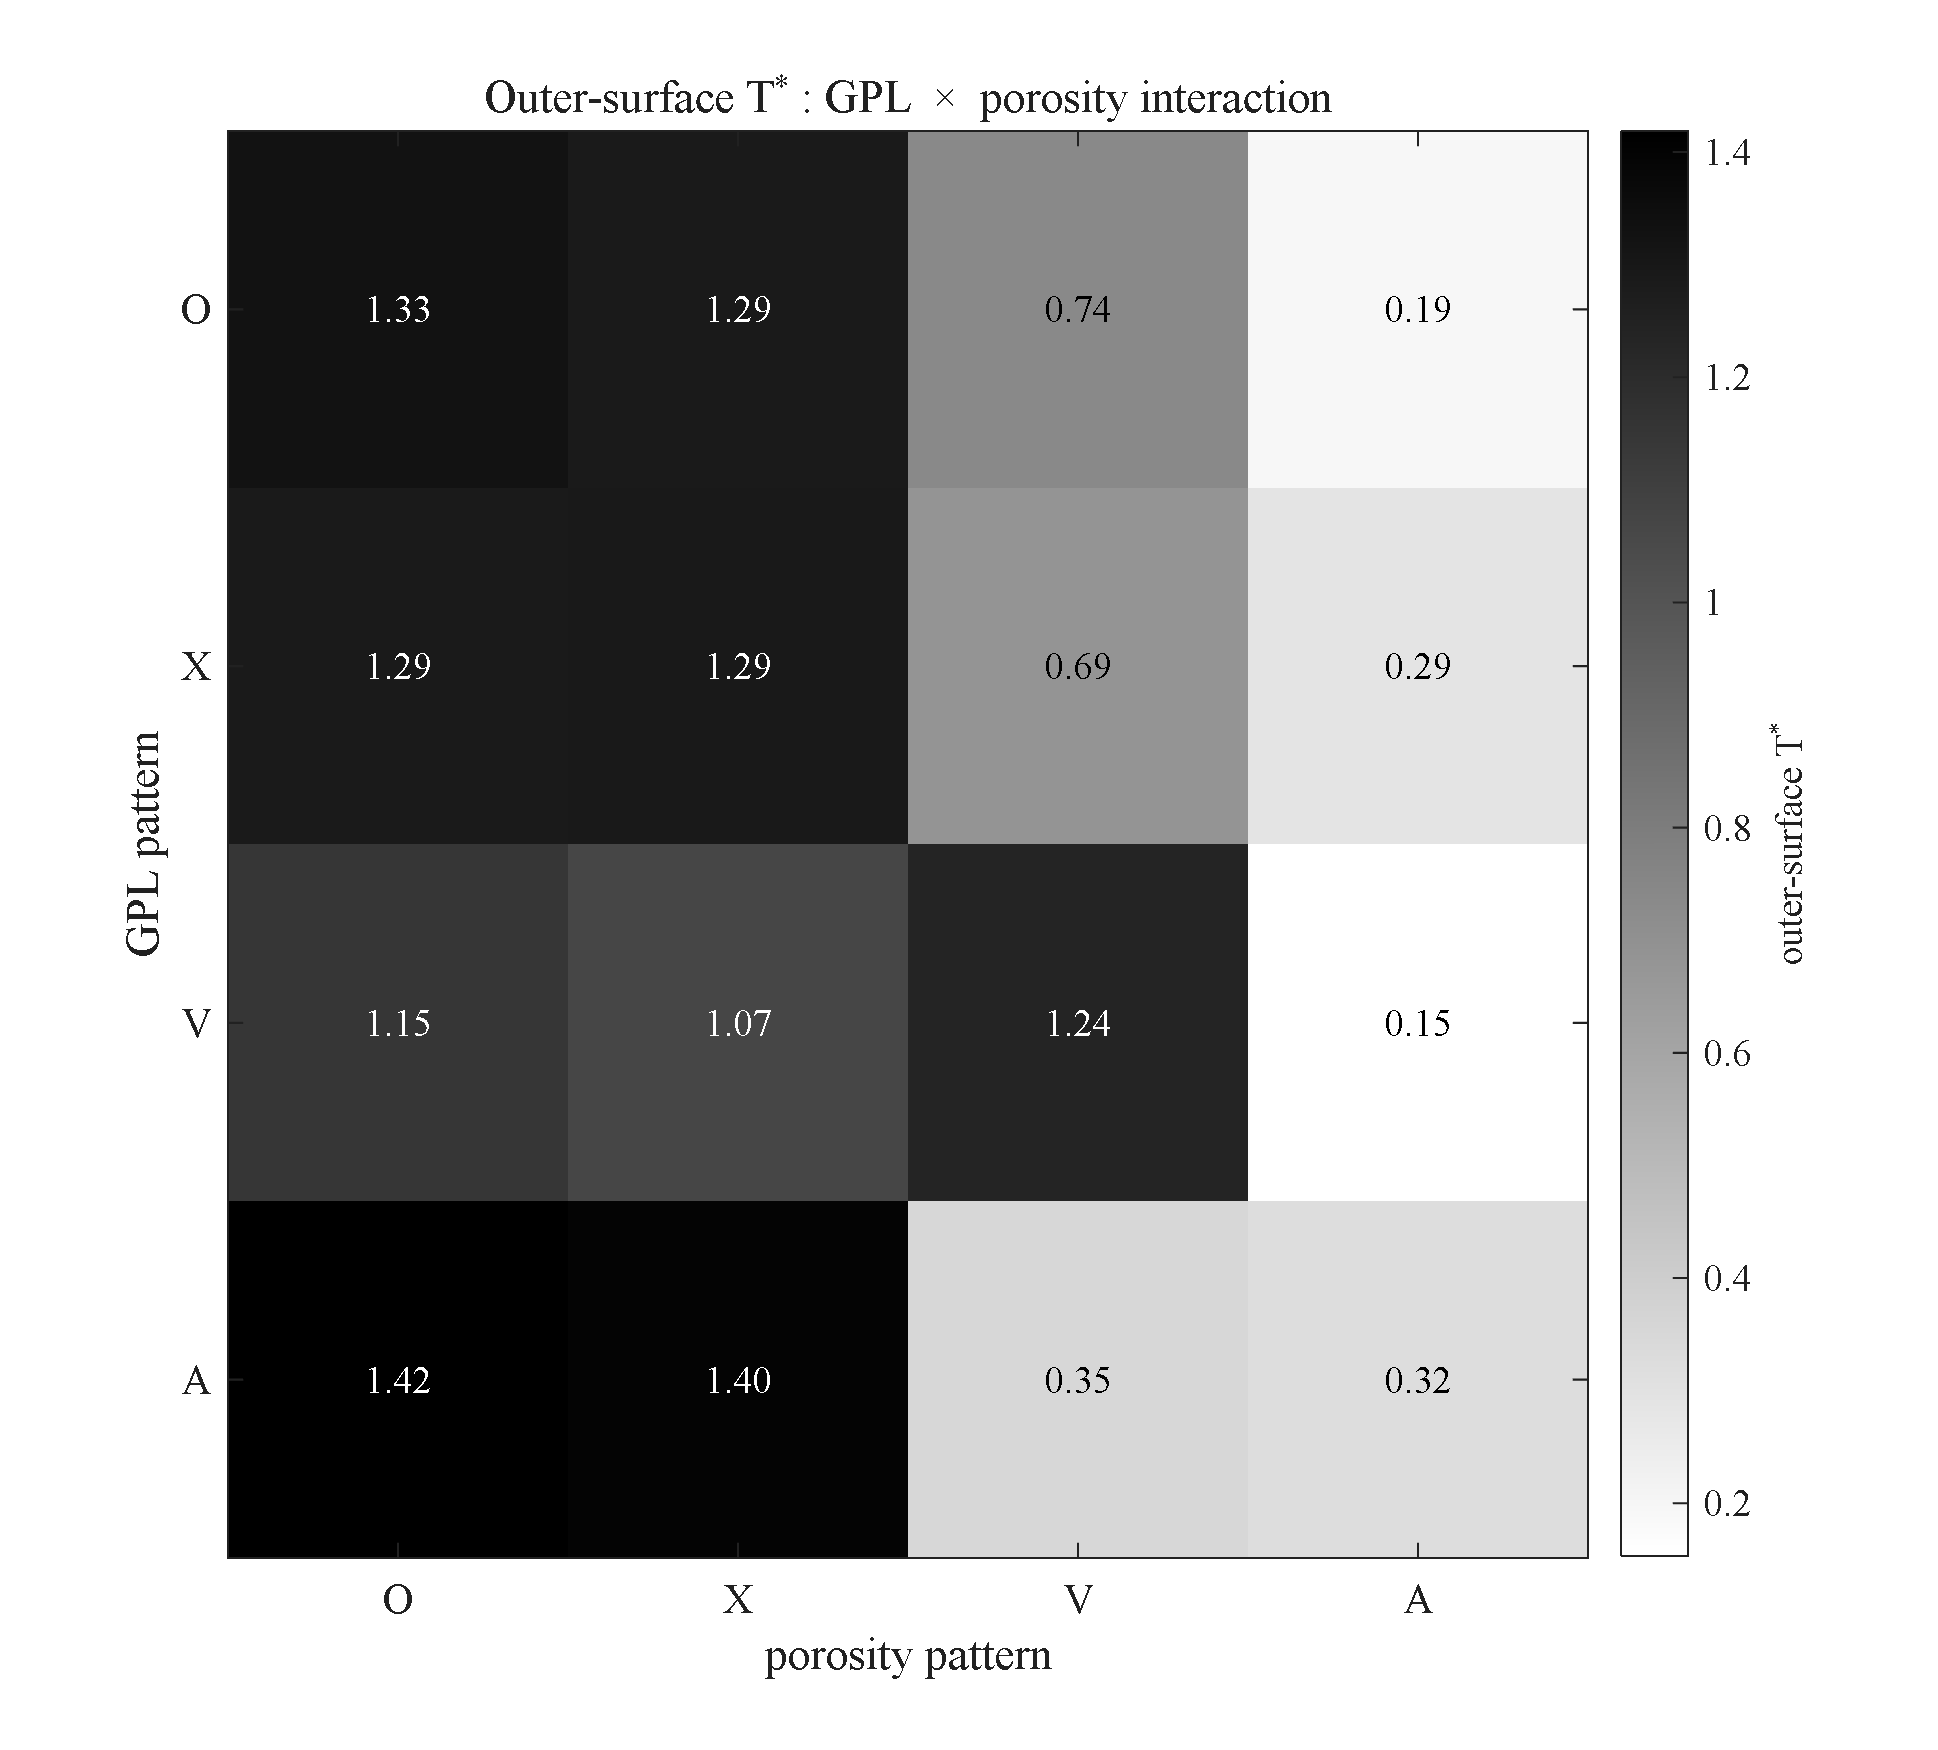 Outer-surface T* : GPL × porosity interaction
O 1.33 1.29 0.74 0.19
X 1.29 1.29 0.69 0.29
V 1.15 1.07 1.24 0.15
A 1.42 1.40 0.35 0.32
O X V A
porosity pattern
GPL pattern
1.4
1.2
1
0.8
0.6
0.4
0.2
outer-surface T*